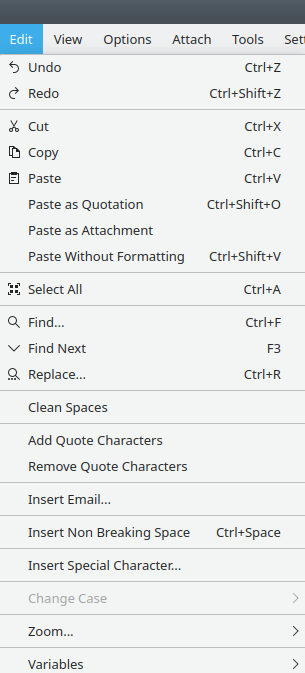 Edit View Options Attach Tools Sett
Undo Ctrl+Z
Redo Ctrl+Shift+Z
Cut Ctrl+X
Copy Ctrl+C
Paste Ctrl+V
Paste as Quotation Ctrl+Shift+O
Paste as Attachment
Paste Without Formatting Ctrl+Shift+V
Select All Ctrl+A
Find... Ctrl+F
Find Next F3
Replace... Ctrl+R
Clean Spaces
Add Quote Characters
Remove Quote Characters
Insert Email...
Insert Non Breaking Space Ctrl+Space
Insert Special Character...
Change Case
Zoom...
Variables